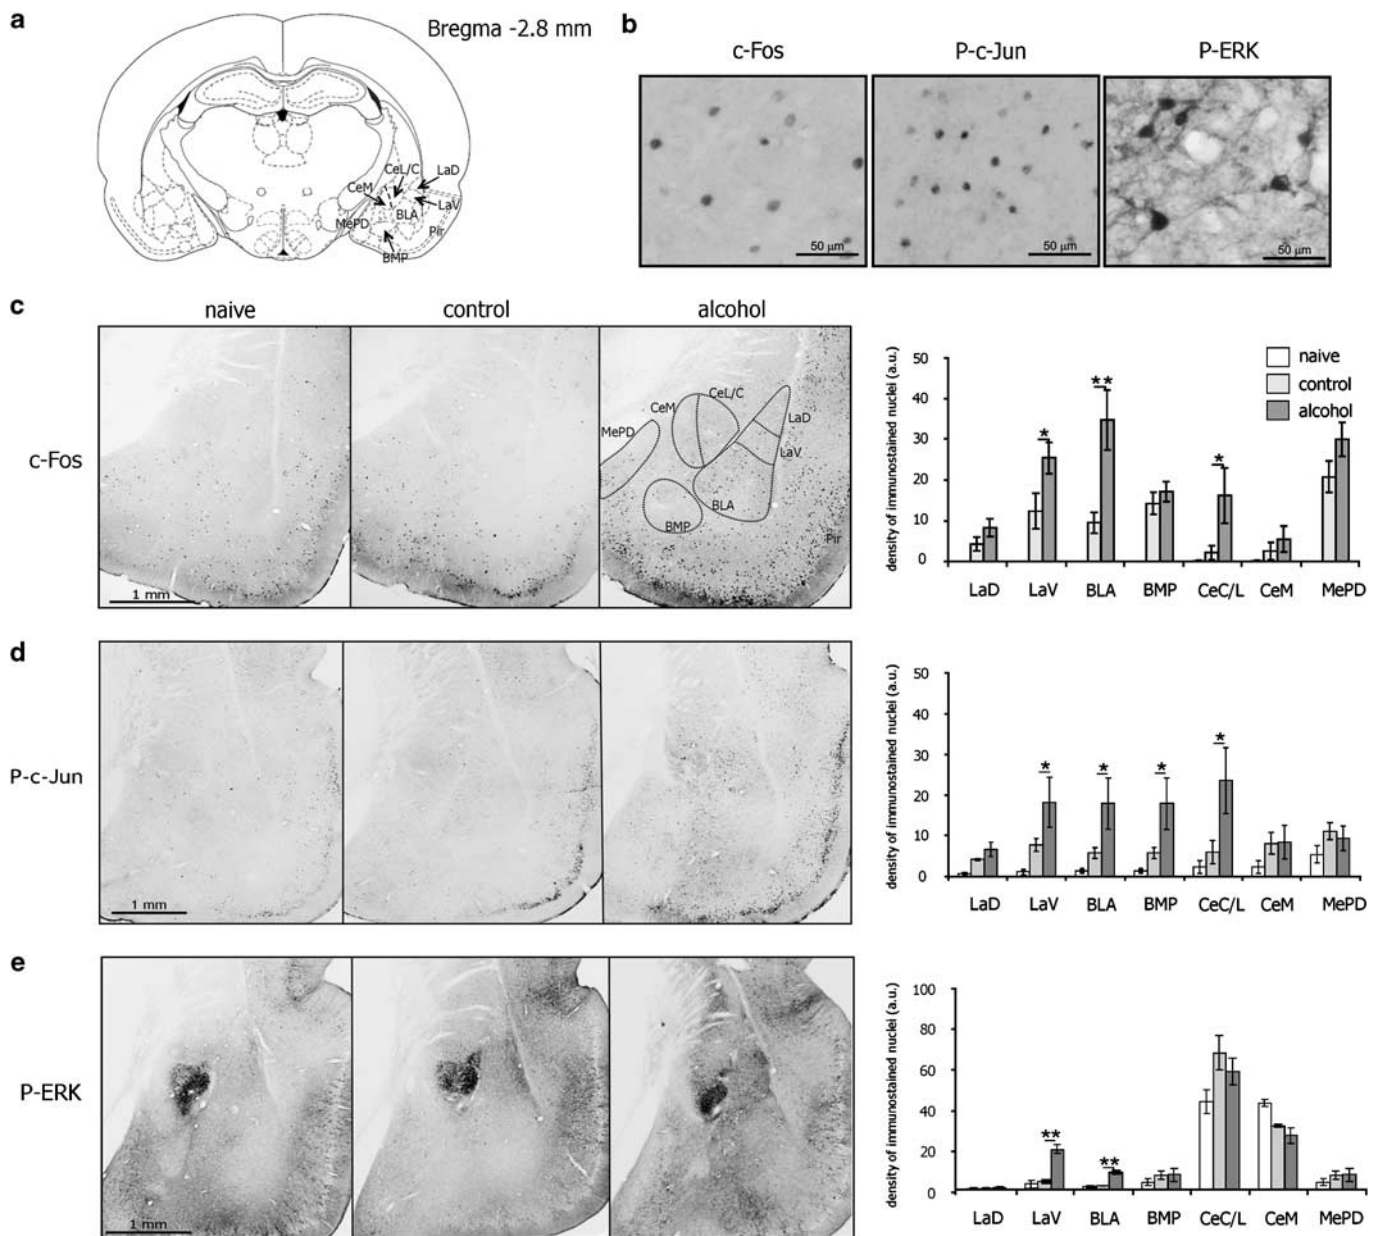 a
Bregma -2.8 mm
CeL/C
LaD
CeM
LaV
BLA
MePD
Pir
BMP
b
c-Fos P-c-Jun P-ERK
50 µm 50 µm 50 µm
c
naive control alcohol
c-Fos
CeL/C
CeM
LaD
MePD
LaV
BLA
BMP
Pir
1 mm
density of immunostained nuclei (a.u.)
50
40
30
20
10
0
** 
*
*
naive
control
alcohol
LaD LaV BLA BMP CeC/L CeM MePD
d
P-c-Jun
1 mm
density of immunostained nuclei (a.u.)
50
40
30
20
10
0
* * * *
LaD LaV BLA BMP CeC/L CeM MePD
e
P-ERK
1 mm
density of immunostained nuclei (a.u.)
100
80
60
40
20
0
** **
LaD LaV BLA BMP CeC/L CeM MePD